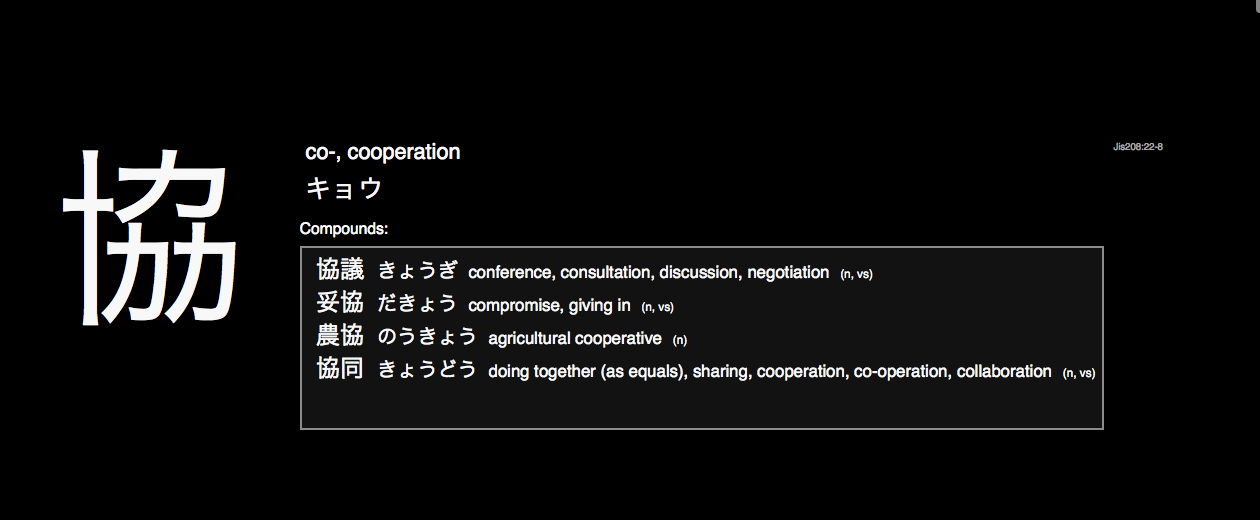 協
co-, cooperation
Jis208:22-8
キョウ
Compounds:
協議 きょうぎ conference, consultation, discussion, negotiation (n, vs)
妥協 だきょう compromise, giving in (n, vs)
農協 のうきょう agricultural cooperative (n)
協同 きょうどう doing together (as equals), sharing, cooperation, co-operation, collaboration (n, vs)